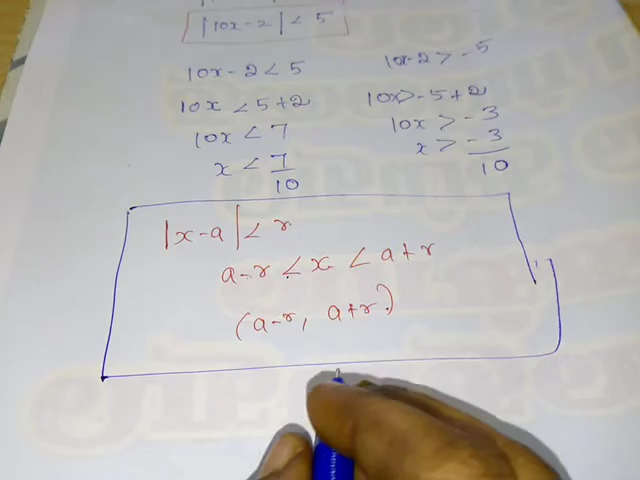 |10x-2| < 5
10x-2 < 5
10x < 5+2
10x < 7
x < 7/10
10x-2 > -5
10x > -5+2
10x > -3
x > -3/10
|x-a| < r
a-r < x < a+r
(a-r, a+r)